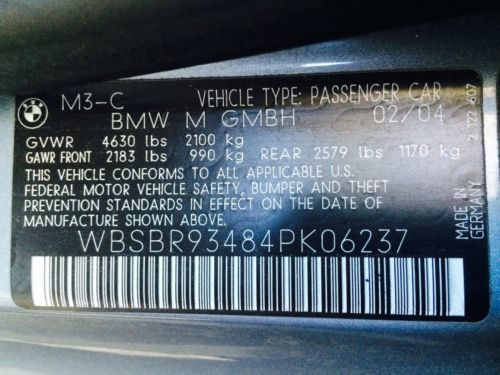 M3-C VEHICLE TYPE: PASSENGER CAR
BMW M GMBH 02/04
GVWR 4630 lbs 2100 kg
GAWR FRONT 2183 lbs 990 kg REAR 2579 lbs 1170 kg
THIS VEHICLE CONFORMS TO ALL APPLICABLE U.S.
FEDERAL MOTOR VEHICLE SAFETY, BUMPER AND THEFT
PREVENTION STANDARDS IN EFFECT ON THE DATE OF
MANUFACTURE SHOWN ABOVE.
WBSBR93484PK06237
MADE IN
GERMANY
BMW